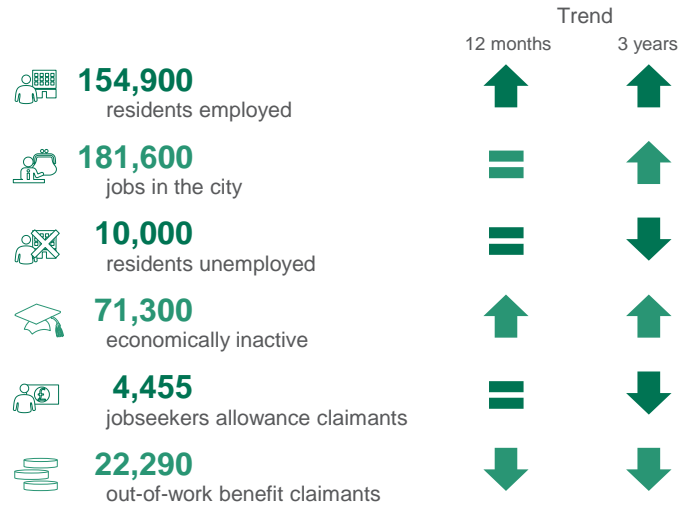 Trend
12 months 3 years
154,900
residents employed
181,600
jobs in the city
10,000
residents unemployed
71,300
economically inactive
4,455
jobseekers allowance claimants
22,290
out-of-work benefit claimants